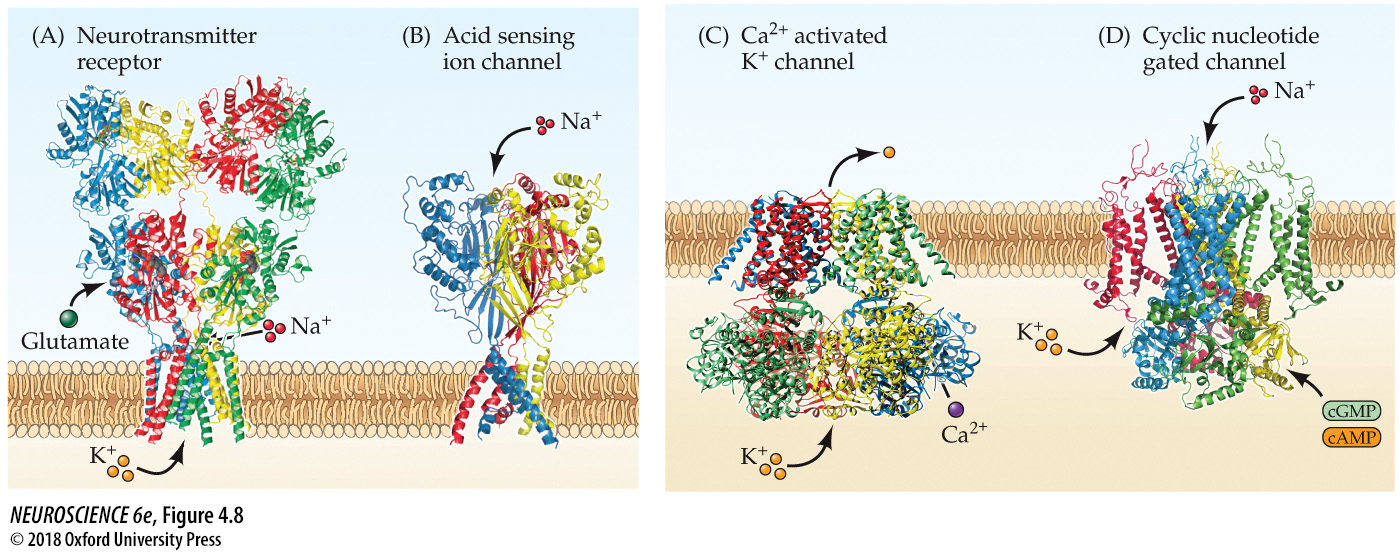 (A) Neurotransmitter
receptor
(B) Acid sensing
ion channel
(C) Ca²⁺ activated
K⁺ channel
(D) Cyclic nucleotide
gated channel
Na⁺
Glutamate
Na⁺
K⁺
K⁺
Ca²⁺
Na⁺
K⁺
cGMP
cAMP
NEUROSCIENCE 6e, Figure 4.8
© 2018 Oxford University Press